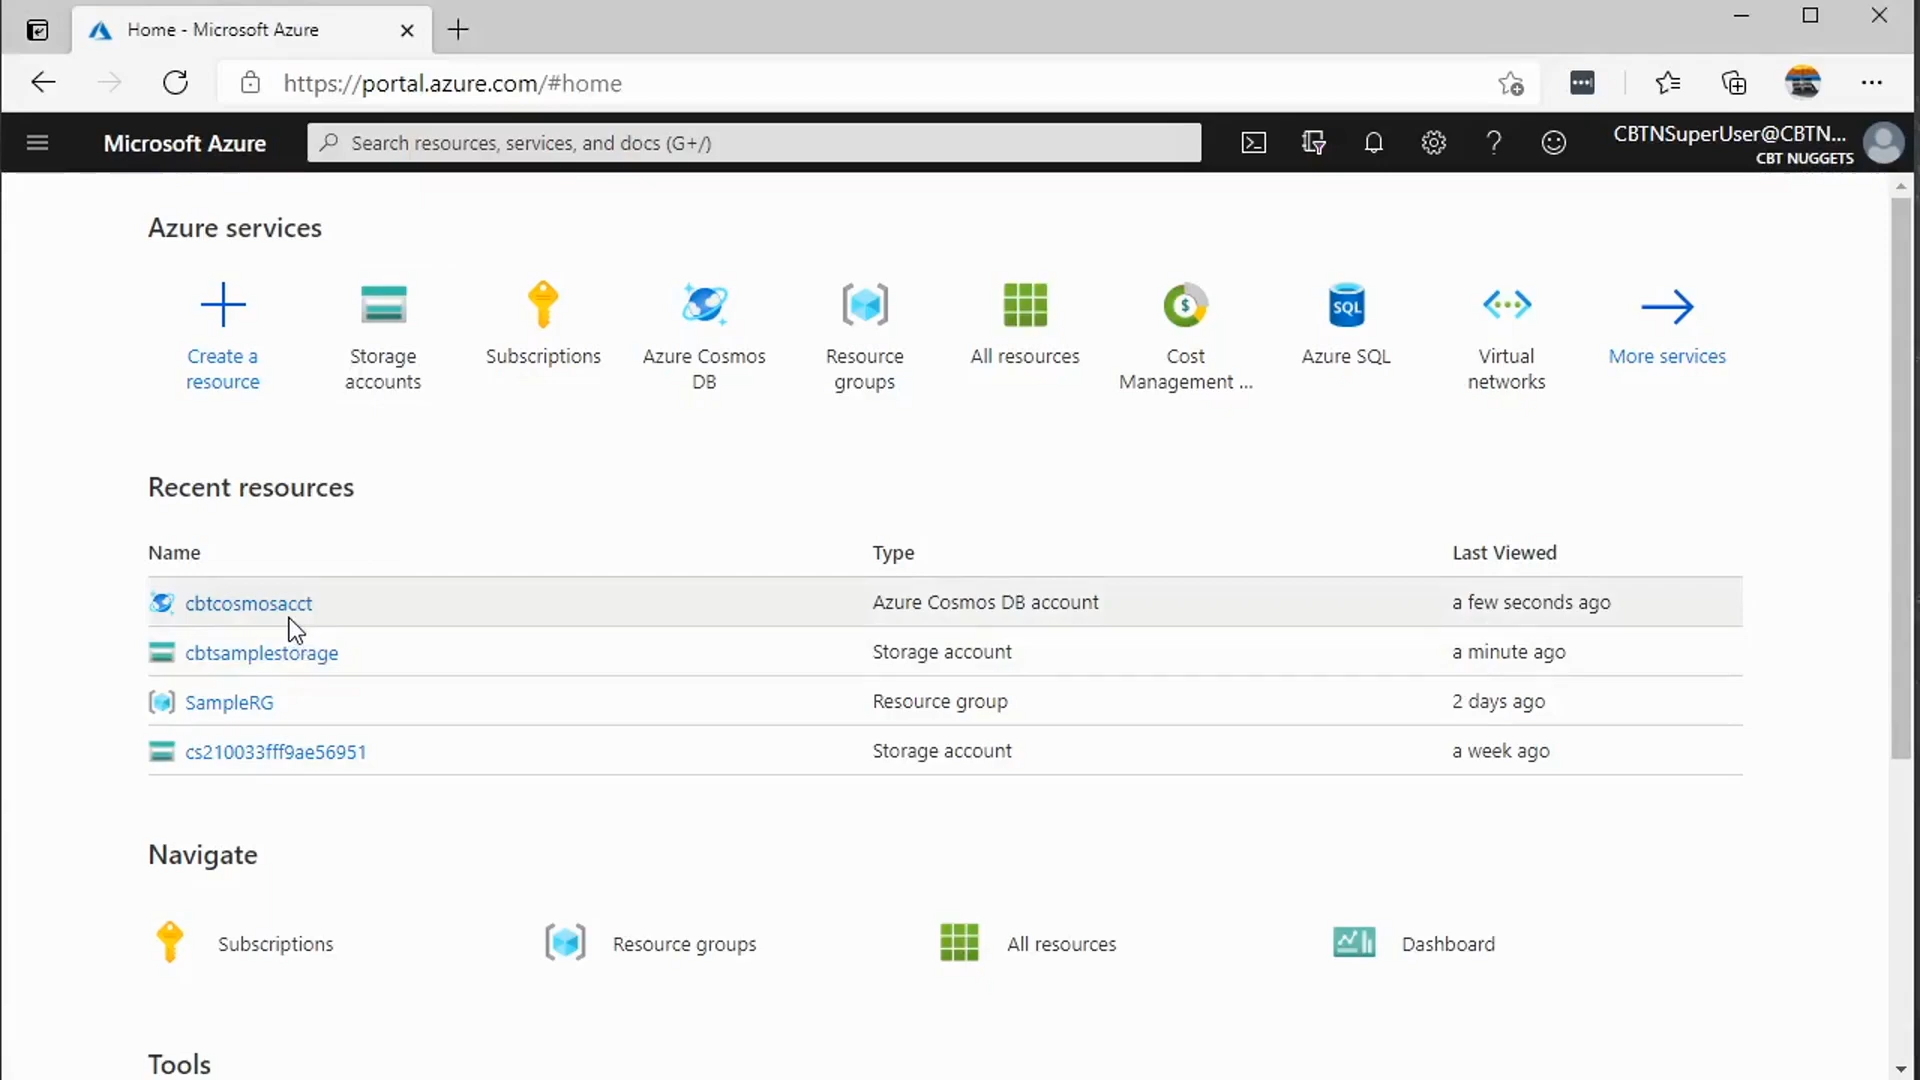 Home - Microsoft Azure
https://portal.azure.com/#home
Microsoft Azure
Search resources, services, and docs (G+/)
CBTNSuperUser@CBTN...
CBT NUGGETS
Azure services
Create a resource
Storage accounts
Subscriptions
Azure Cosmos DB
Resource groups
All resources
Cost Management ...
SQL
Azure SQL
Virtual networks
More services
Recent resources
Name Type Last Viewed
cbtcosmosacct Azure Cosmos DB account a few seconds ago
cbtsamplestorage Storage account a minute ago
SampleRG Resource group 2 days ago
cs210033fff9ae56951 Storage account a week ago
Navigate
Subscriptions Resource groups All resources Dashboard
Tools